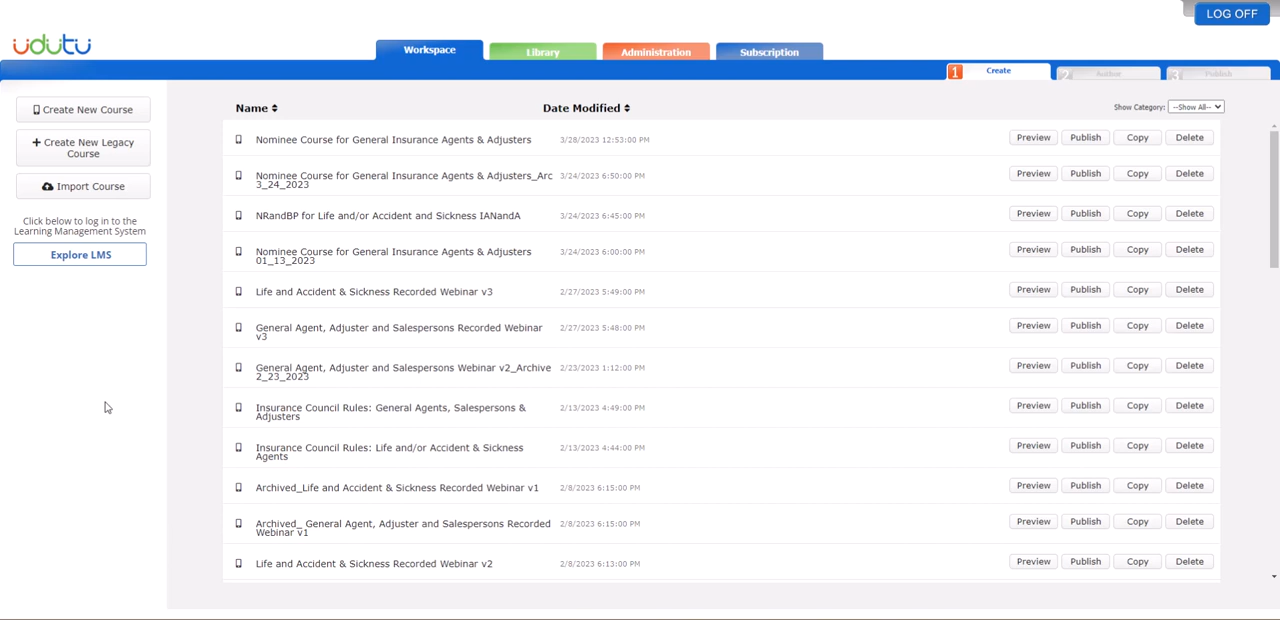 LOG OFF
udutu
Workspace
Library
Administration
Subscription
1 Create
2 Author
3 Publish
Create New Course
Create New Legacy
Course
Import Course
Click below to log in to the
Learning Management System
Explore LMS
Name
Date Modified
Show Category: --Show All--
Nominee Course for General Insurance Agents & Adjusters 3/28/2023 12:53:00 PM Preview Publish Copy Delete
Nominee Course for General Insurance Agents & Adjusters_Arc 3/24/2023 6:50:00 PM Preview Publish Copy Delete
3_24_2023
NRandBP for Life and/or Accident and Sickness IANandA 3/24/2023 6:45:00 PM Preview Publish Copy Delete
Nominee Course for General Insurance Agents & Adjusters 3/24/2023 6:00:00 PM Preview Publish Copy Delete
01_13_2023
Life and Accident & Sickness Recorded Webinar v3 2/27/2023 5:49:00 PM Preview Publish Copy Delete
General Agent, Adjuster and Salespersons Recorded Webinar 2/27/2023 5:48:00 PM Preview Publish Copy Delete
v3
General Agent, Adjuster and Salespersons Webinar v2_Archive 2/23/2023 1:12:00 PM Preview Publish Copy Delete
2_23_2023
Insurance Council Rules: General Agents, Salespersons & 2/13/2023 4:49:00 PM Preview Publish Copy Delete
Adjusters
Insurance Council Rules: Life and/or Accident & Sickness 2/13/2023 4:44:00 PM Preview Publish Copy Delete
Agents
Archived_Life and Accident & Sickness Recorded Webinar v1 2/8/2023 6:15:00 PM Preview Publish Copy Delete
Archived_ General Agent, Adjuster and Salespersons Recorded 2/8/2023 6:15:00 PM Preview Publish Copy Delete
Webinar v1
Life and Accident & Sickness Recorded Webinar v2 2/8/2023 6:13:00 PM Preview Publish Copy Delete